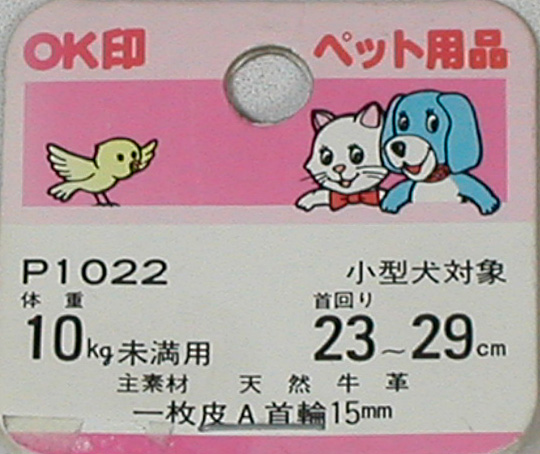 OK印 ペット用品
P1022 小型犬対象
体重 首回り
10kg未満用 23~29cm
主素材 天然牛革
一枚皮A首輪15mm